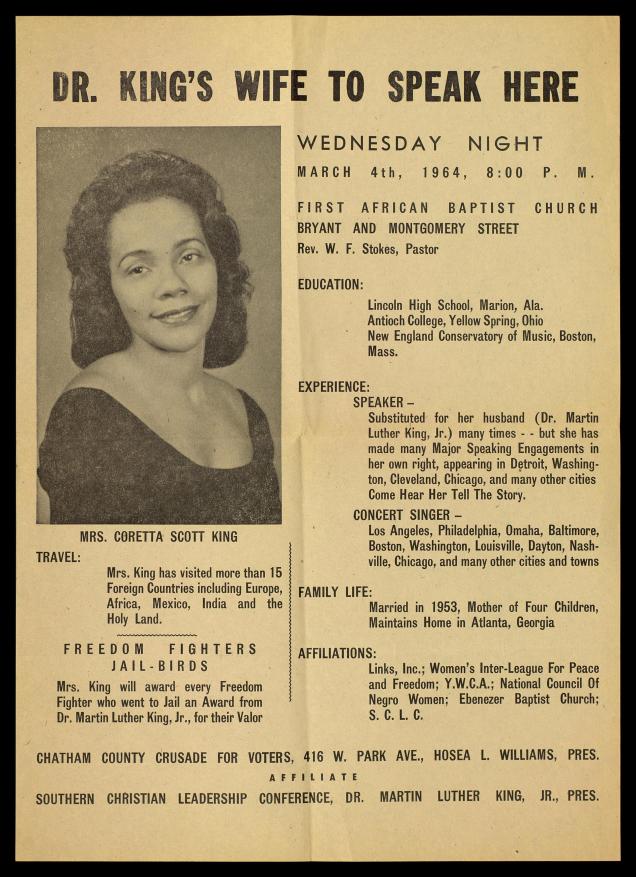 DR. KING'S WIFE TO SPEAK HERE
WEDNESDAY NIGHT
MARCH 4th, 1964, 8:00 P. M.
FIRST AFRICAN BAPTIST CHURCH
BRYANT AND MONTGOMERY STREET
Rev. W. F. Stokes, Pastor
EDUCATION:
Lincoln High School, Marion, Ala.
Antioch College, Yellow Spring, Ohio
New England Conservatory of Music, Boston,
Mass.
EXPERIENCE:
SPEAKER –
Substituted for her husband (Dr. Martin
Luther King, Jr.) many times - - but she has
made many Major Speaking Engagements in
her own right, appearing in Detroit, Washing-
ton, Cleveland, Chicago, and many other cities
Come Hear Her Tell The Story.
CONCERT SINGER –
Los Angeles, Philadelphia, Omaha, Baltimore,
Boston, Washington, Louisville, Dayton, Nash-
ville, Chicago, and many other cities and towns
FAMILY LIFE:
Married in 1953, Mother of Four Children,
Maintains Home in Atlanta, Georgia
AFFILIATIONS:
Links, Inc.; Women's Inter-League For Peace
and Freedom; Y.W.C.A.; National Council Of
Negro Women; Ebenezer Baptist Church;
S. C. L. C.
MRS. CORETTA SCOTT KING
TRAVEL:
Mrs. King has visited more than 15
Foreign Countries including Europe,
Africa, Mexico, India and the
Holy Land.
FREEDOM FIGHTERS
JAIL-BIRDS
Mrs. King will award every Freedom
Fighter who went to Jail an Award from
Dr. Martin Luther King, Jr., for their Valor
CHATHAM COUNTY CRUSADE FOR VOTERS, 416 W. PARK AVE., HOSEA L. WILLIAMS, PRES.
AFFILIATE
SOUTHERN CHRISTIAN LEADERSHIP CONFERENCE, DR. MARTIN LUTHER KING, JR., PRES.